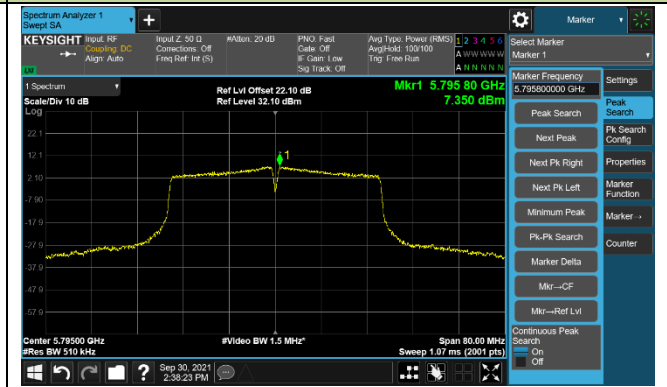 Spectrum Analyzer 1
Swept SA
+
Marker
KEYSIGHT
Input: RF
Coupling: DC
Align: Auto
Input Z: 50 Ω
Corrections: Off
Freq Ref: Int (S)
#Atten: 20 dB
PNO: Fast
Gate: Off
IF Gain: Low
Sig Track: Off
Avg Type: Power (RMS)
Avg|Hold: 100/100
Trig: Free Run
1 2 3 4 5 6
A W W W W W
A N N N N N
LXI
Select Marker
Marker 1
1 Spectrum
Scale/Div 10 dB
Log
Ref Lvl Offset 22.10 dB
Ref Level 32.10 dBm
Mkr1 5.795 80 GHz
7.350 dBm
22.1
12.1
2.10
-7.90
-17.9
-27.9
-37.9
-47.9
-57.9
1
Center 5.79500 GHz
#Res BW 510 kHz
#Video BW 1.5 MHz*
Span 80.00 MHz
Sweep 1.07 ms (2001 pts)
Marker Frequency
5.795800000 GHz
Peak Search
Next Peak
Next Pk Right
Next Pk Left
Minimum Peak
Pk-Pk Search
Marker Delta
Mkr→CF
Mkr→Ref Lvl
Continuous Peak
Search
On
Off
Settings
Peak
Search
Pk Search
Config
Properties
Marker
Function
Marker→
Counter
?
Sep 30, 2021
2:38:23 PM